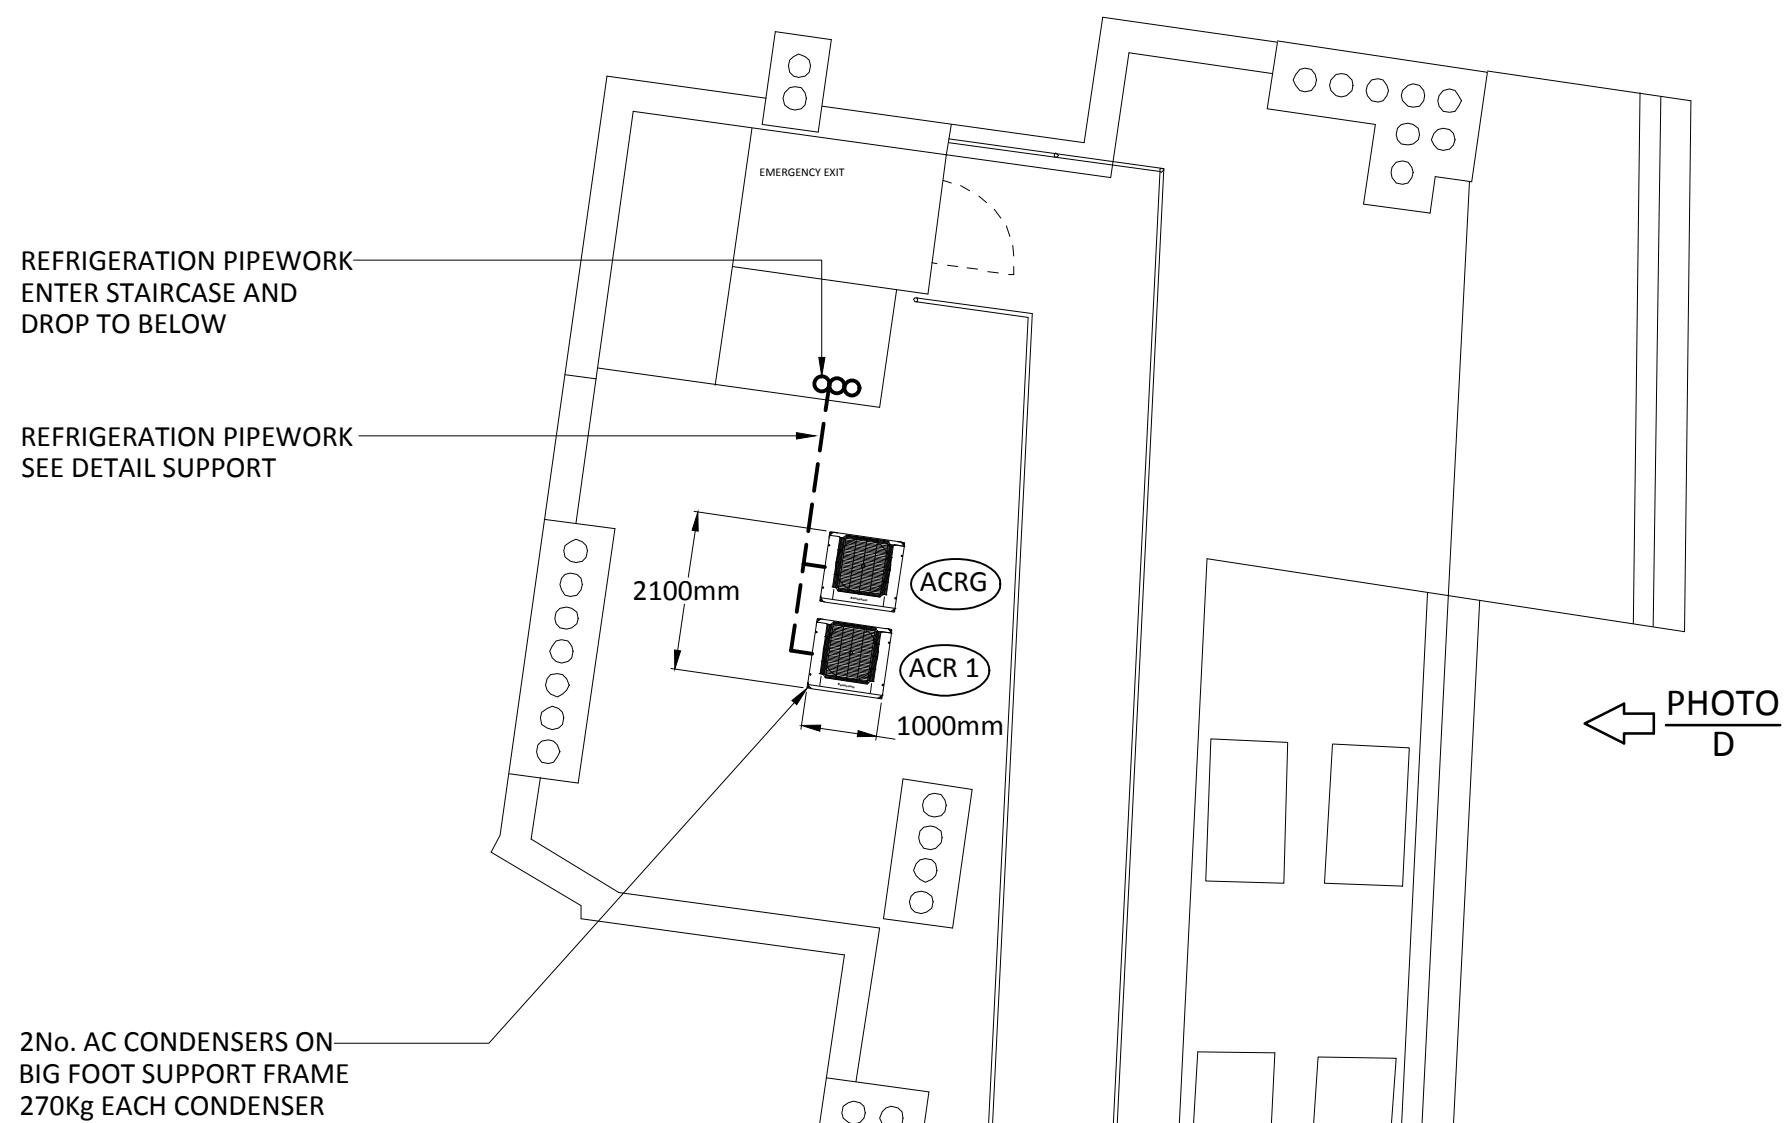 EMERGENCY EXIT
REFRIGERATION PIPEWORK
ENTER STAIRCASE AND
DROP TO BELOW
REFRIGERATION PIPEWORK
SEE DETAIL SUPPORT
2100mm
ACRG
ACR 1
1000mm
PHOTO
D
2No. AC CONDENSERS ON
BIG FOOT SUPPORT FRAME
270Kg EACH CONDENSER